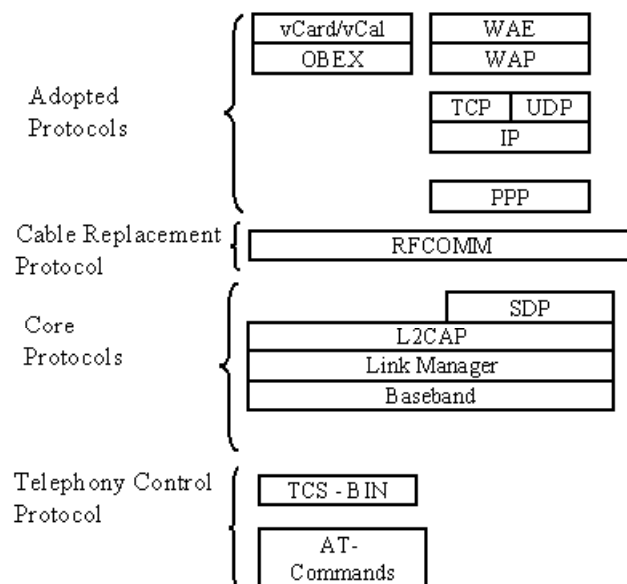 vCard/vCal
WAE
OBEX
WAP
Adopted
Protocols
TCP
UDP
IP
PPP
Cable Replacement
Protocol
RFCOMM
Core
Protocols
SDP
L2CAP
Link Manager
Baseband
Telephony Control
Protocol
TCS - BIN
AT-
Commands